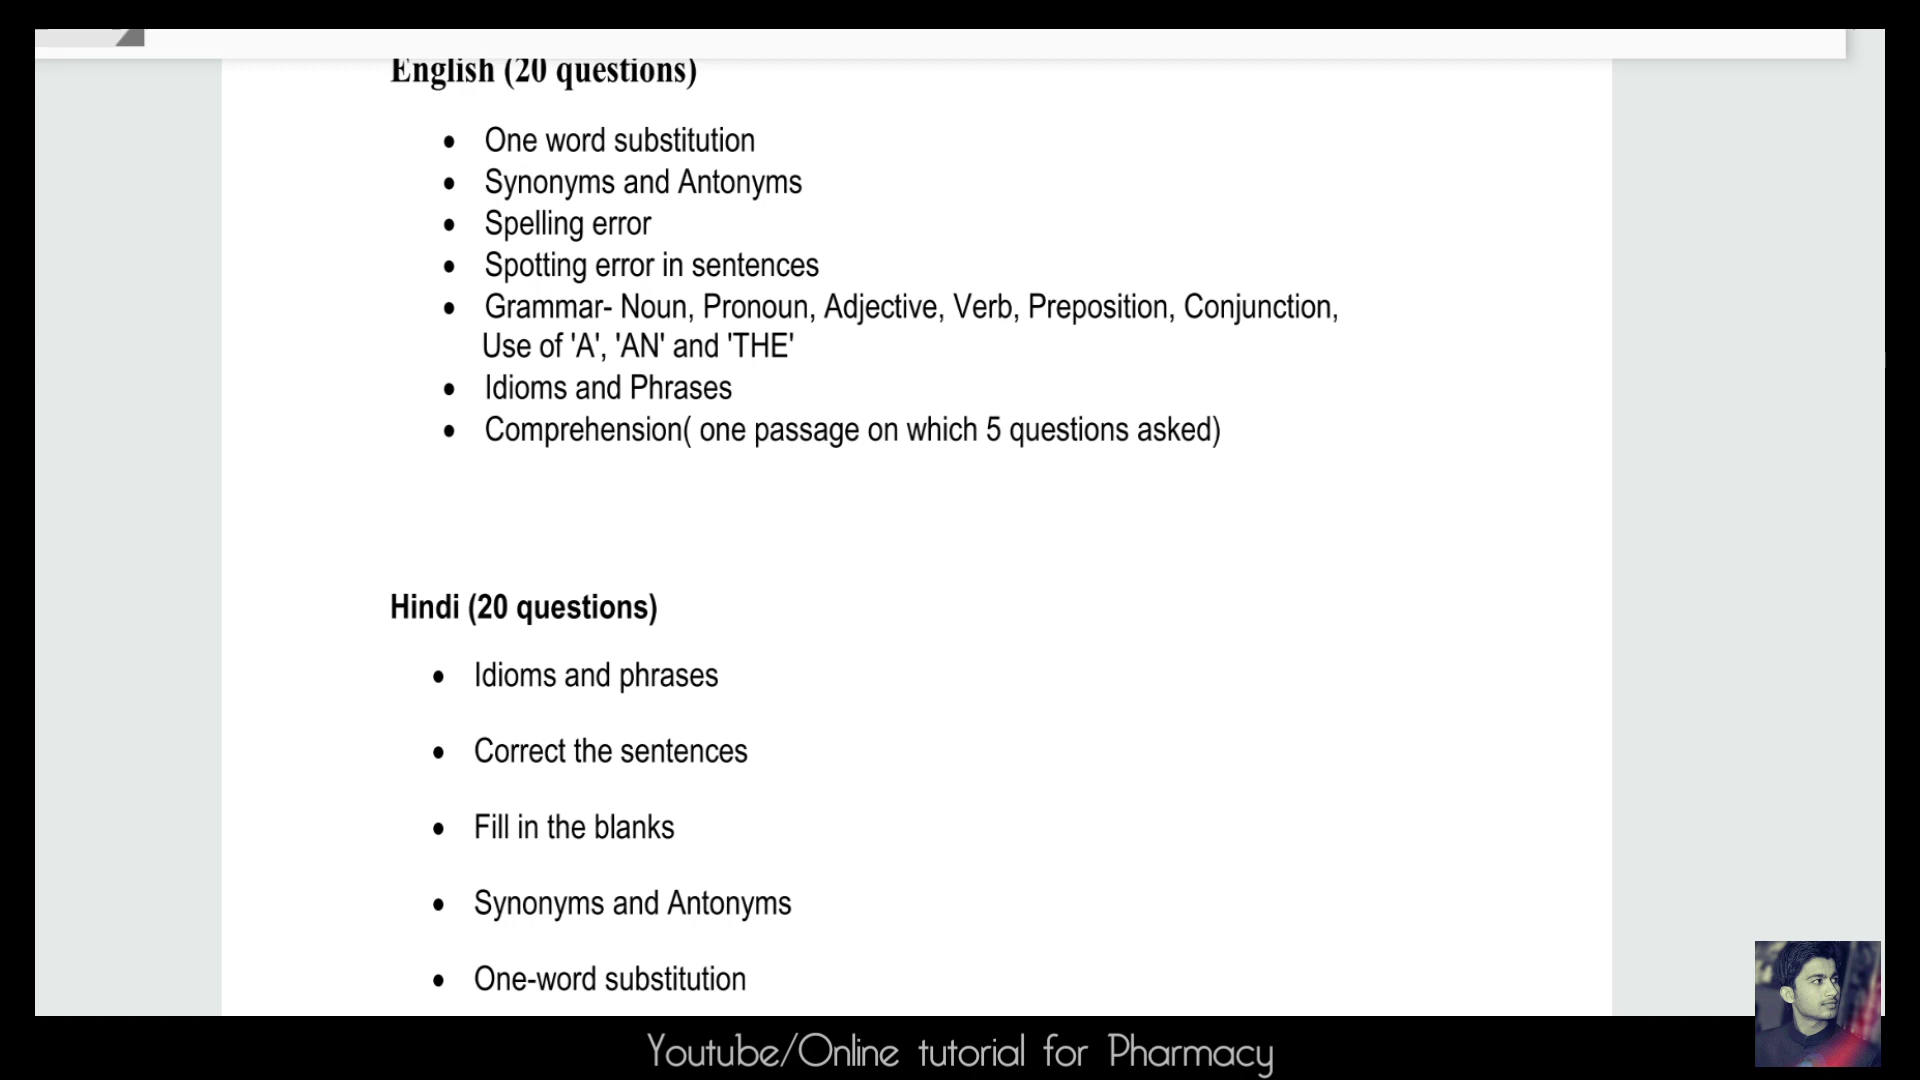 English (20 questions)
• One word substitution
• Synonyms and Antonyms
• Spelling error
• Spotting error in sentences
• Grammar- Noun, Pronoun, Adjective, Verb, Preposition, Conjunction,
Use of 'A', 'AN' and 'THE'
• Idioms and Phrases
• Comprehension( one passage on which 5 questions asked)
Hindi (20 questions)
• Idioms and phrases
• Correct the sentences
• Fill in the blanks
• Synonyms and Antonyms
• One-word substitution
Youtube/Online tutorial for Pharmacy